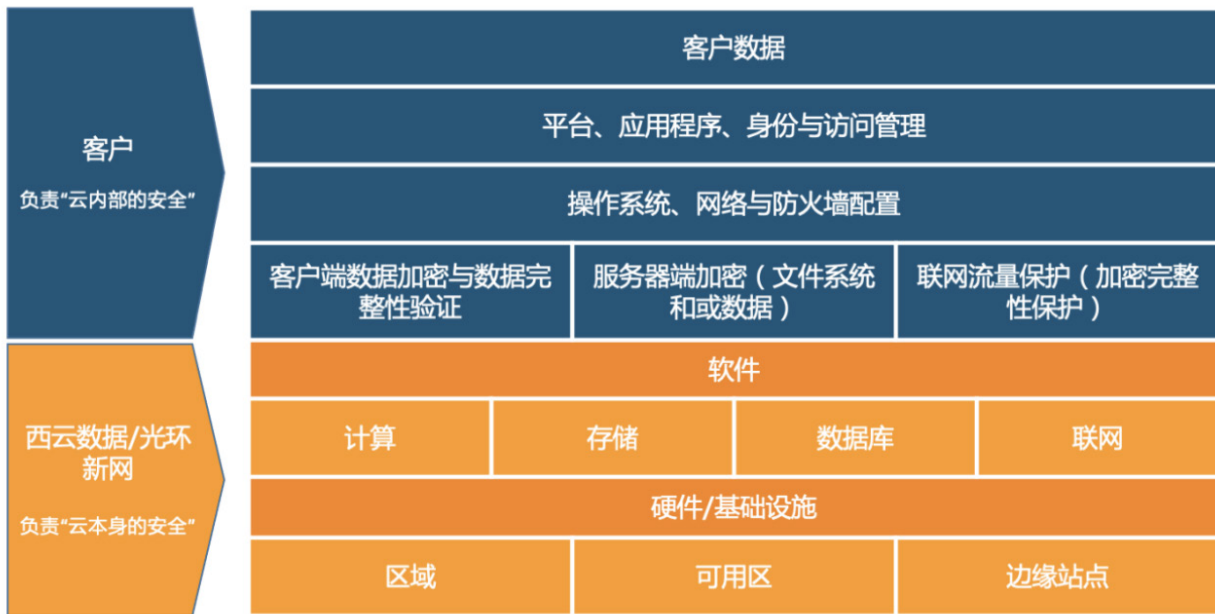 客户数据
平台、应用程序、身份与访问管理
客户
负责“云内部的安全”
操作系统、网络与防火墙配置
客户端数据加密与数据完
整性验证
服务器端加密（文件系统
和或数据）
联网流量保护（加密完整
性保护）
西云数据/光环
新网
负责“云本身的安全”
软件
计算
存储
数据库
联网
硬件/基础设施
区域
可用区
边缘站点